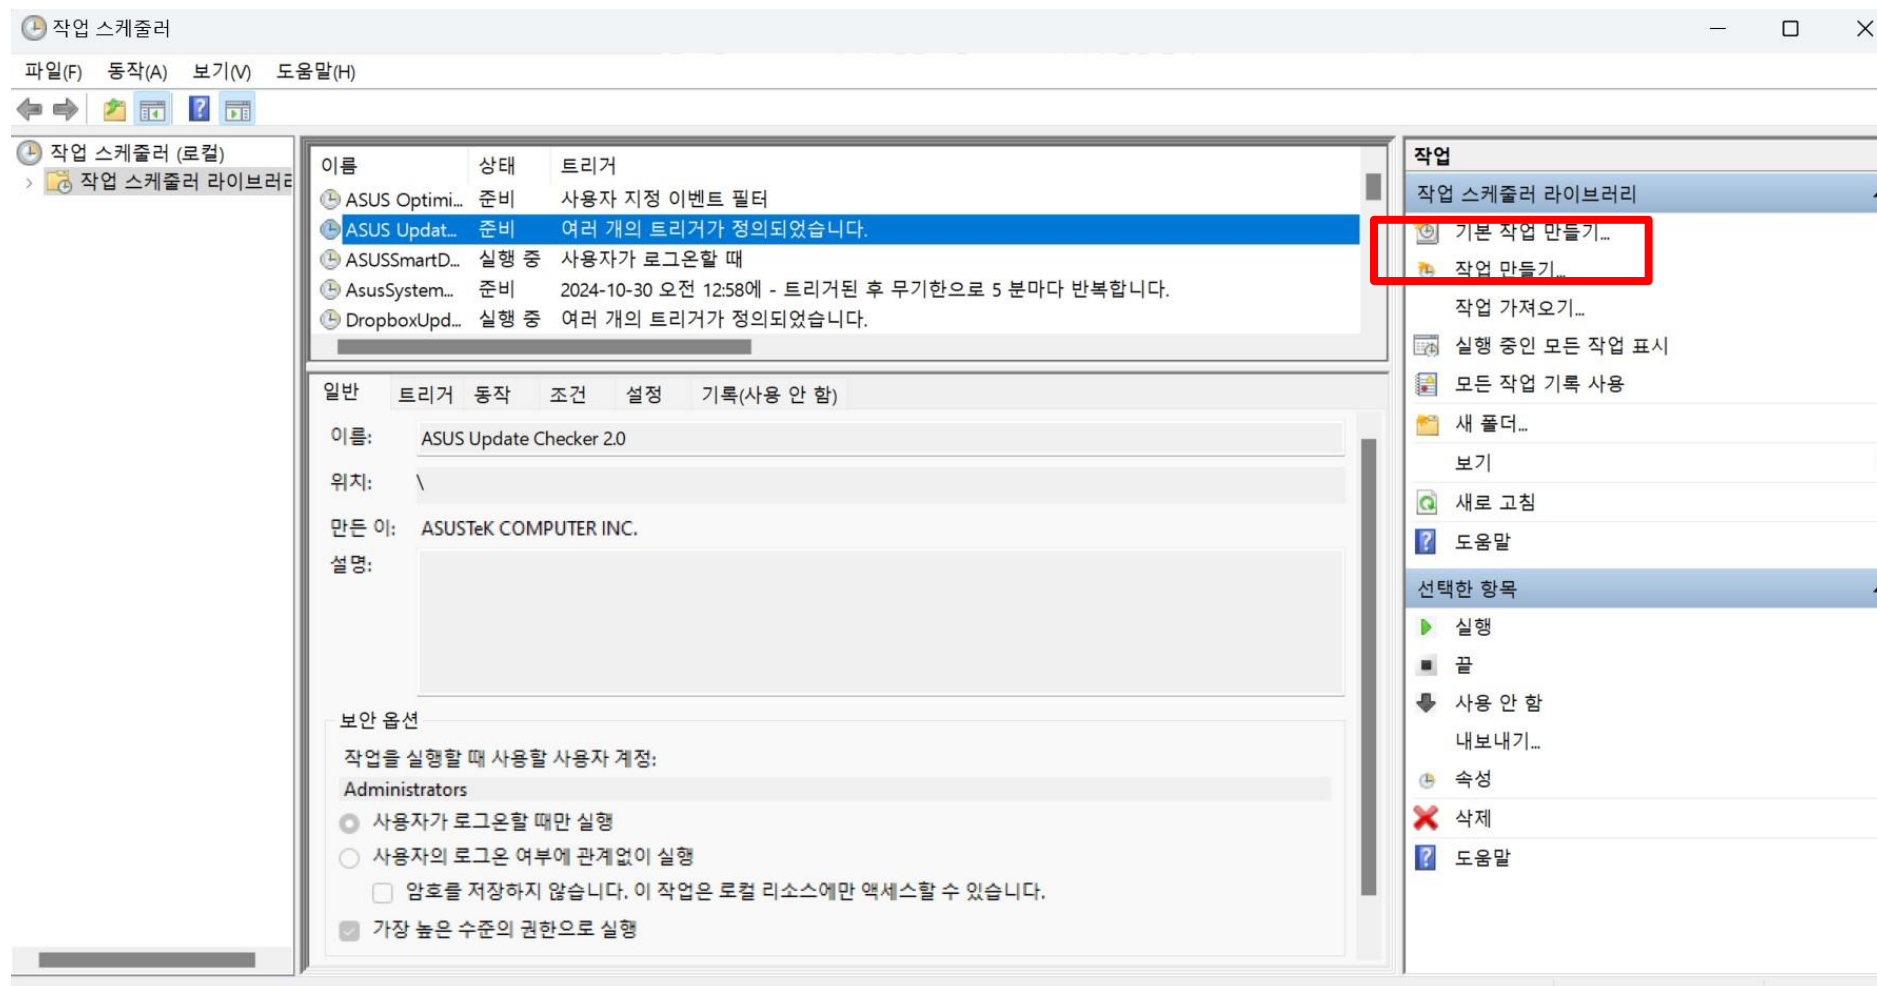 작업 스케줄러
파일(F) 동작(A) 보기(V) 도움말(H)
작업 스케줄러 (로컬)
작업 스케줄러 라이브러리
이름 상태 트리거
ASUS Optimi... 준비 사용자 지정 이벤트 필터
ASUS Updat... 준비 여러 개의 트리거가 정의되었습니다.
ASUSSmartD... 실행 중 사용자가 로그온할 때
AsusSystem... 준비 2024-10-30 오전 12:58에 - 트리거된 후 무기한으로 5 분마다 반복합니다.
DropboxUpd... 실행 중 여러 개의 트리거가 정의되었습니다.
일반 트리거 동작 조건 설정 기록(사용 안 함)
이름: ASUS Update Checker 2.0
위치: \
만든 이: ASUSTeK COMPUTER INC.
설명:
보안 옵션
작업을 실행할 때 사용할 사용자 계정:
Administrators
사용자가 로그온할 때만 실행
사용자의 로그온 여부에 관계없이 실행
암호를 저장하지 않습니다. 이 작업은 로컬 리소스에만 액세스할 수 있습니다.
가장 높은 수준의 권한으로 실행
작업
작업 스케줄러 라이브러리
기본 작업 만들기...
작업 만들기...
작업 가져오기...
실행 중인 모든 작업 표시
모든 작업 기록 사용
새 폴더...
보기
새로 고침
도움말
선택한 항목
실행
끝
사용 안 함
내보내기...
속성
삭제
도움말